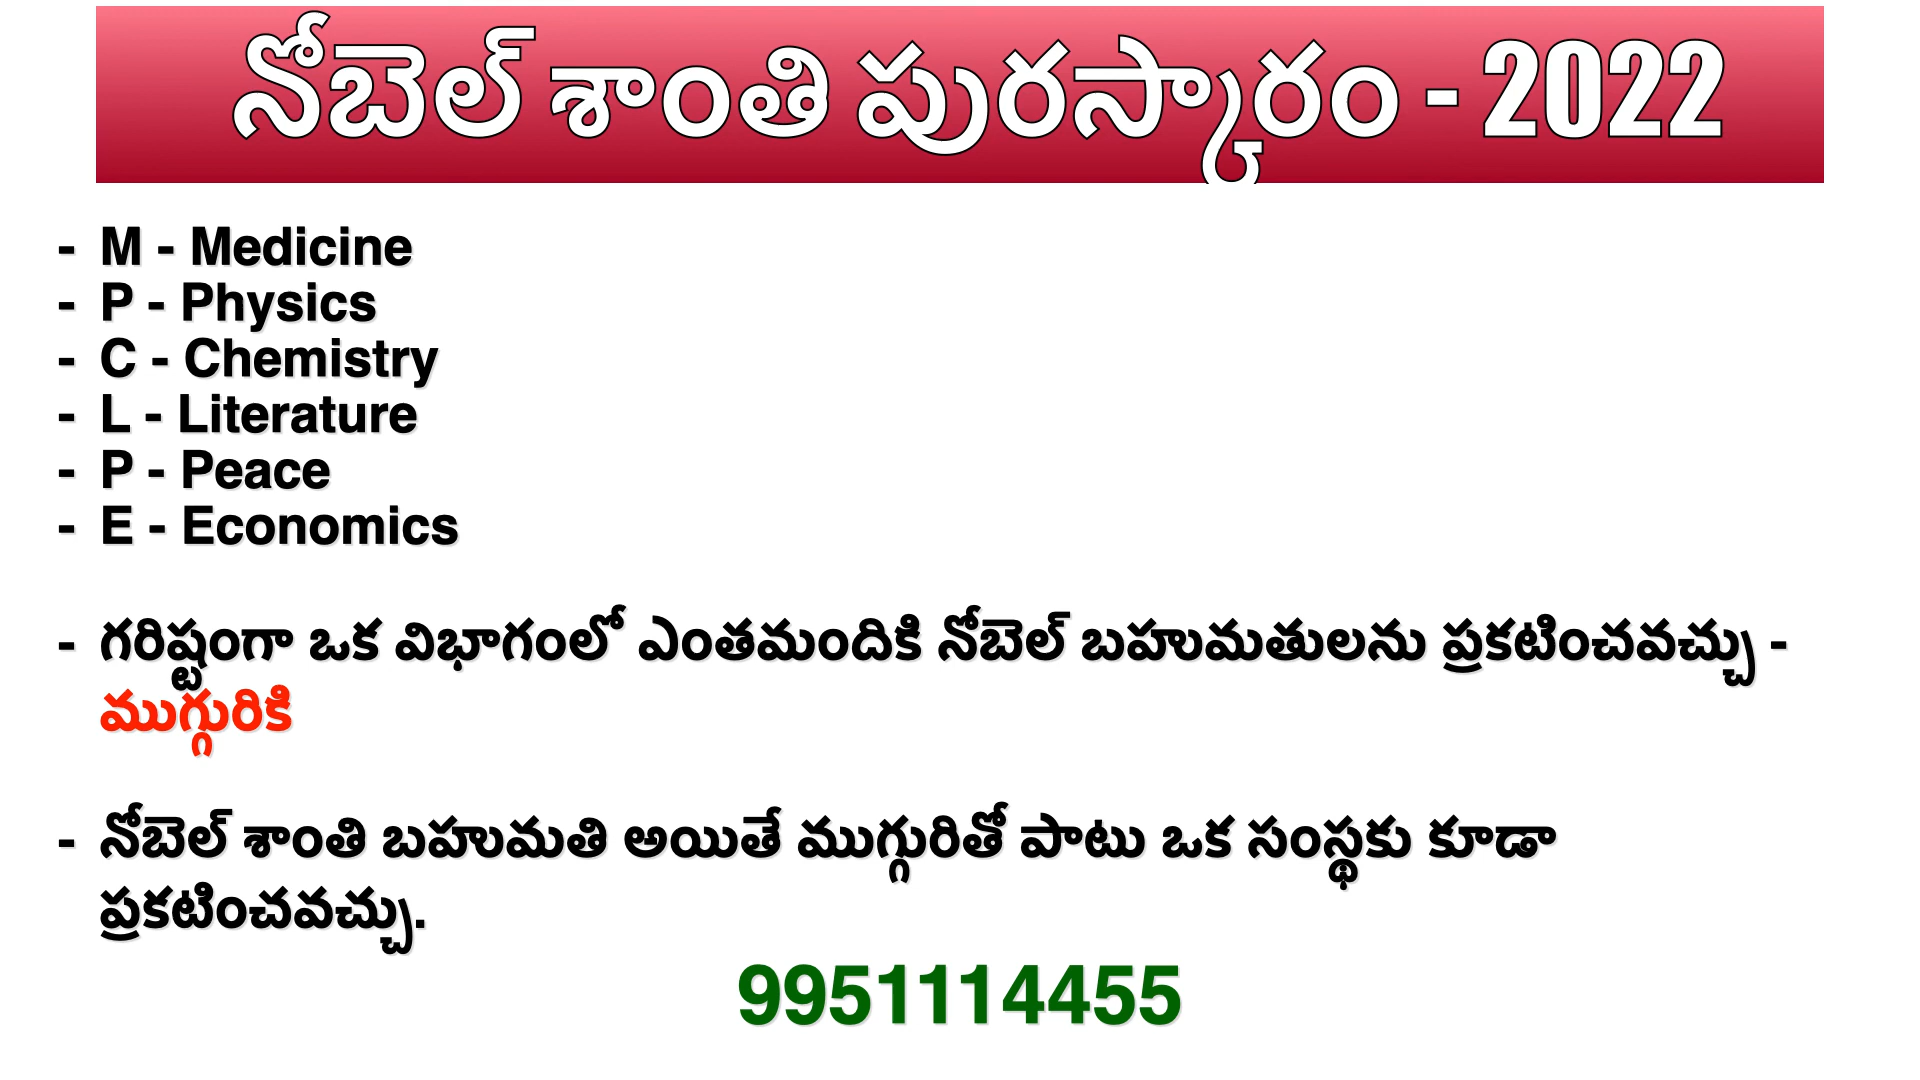 నోబెల్ శాంతి పురస్కారం - 2022
- M - Medicine
- P - Physics
- C - Chemistry
- L - Literature
- P - Peace
- E - Economics
- గరిష్టంగా ఒక విభాగంలో ఎంతమందికి నోబెల్ బహుమతులను ప్రకటించవచ్చు -
ముగ్గురికి
- నోబెల్ శాంతి బహుమతి అయితే ముగ్గురితో పాటు ఒక సంస్థకు కూడా
ప్రకటించవచ్చు.
9951114455